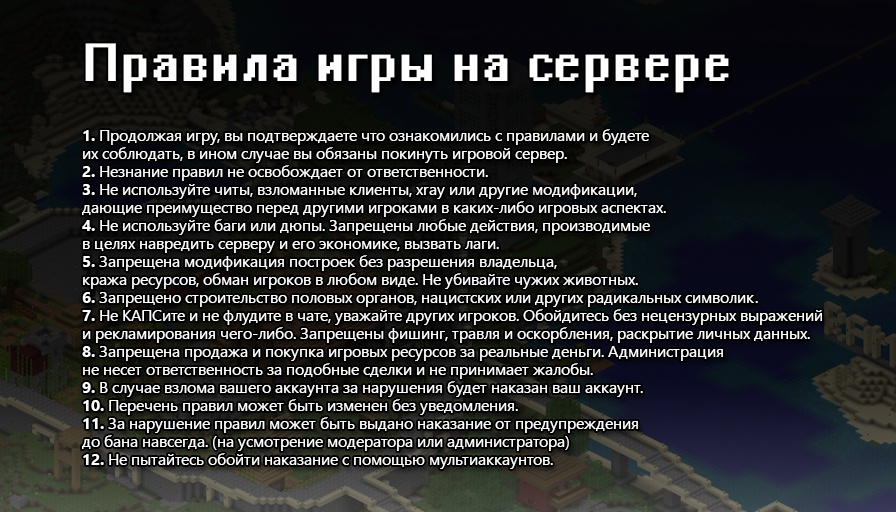 Правила игры на сервере
1. Продолжая игру, вы подтверждаете что ознакомились с правилами и будете
их соблюдать, в ином случае вы обязаны покинуть игровой сервер.
2. Незнание правил не освобождает от ответственности.
3. Не используйте читы, взломанные клиенты, xray или другие модификации,
дающие преимущество перед другими игроками в каких-либо игровых аспектах.
4. Не используйте баги или дюпы. Запрещены любые действия, производимые
в целях навредить серверу и его экономике, вызвать лаги.
5. Запрещена модификация построек без разрешения владельца,
кража ресурсов, обман игроков в любом виде. Не убивайте чужих животных.
6. Запрещено строительство половых органов, нацистских или других радикальных символик.
7. Не КАПСите и не флудите в чате, уважайте других игроков. Обойдитесь без нецензурных выражений
и рекламирования чего-либо. Запрещены фишинг, травля и оскорбления, раскрытие личных данных.
8. Запрещена продажа и покупка игровых ресурсов за реальные деньги. Администрация
не несет ответственность за подобные сделки и не принимает жалобы.
9. В случае взлома вашего аккаунта за нарушения будет наказан ваш аккаунт.
10. Перечень правил может быть изменен без уведомления.
11. За нарушение правил может быть выдано наказание от предупреждения
до бана навсегда. (на усмотрение модератора или администратора)
12. Не пытайтесь обойти наказание с помощью мультиаккаунтов.